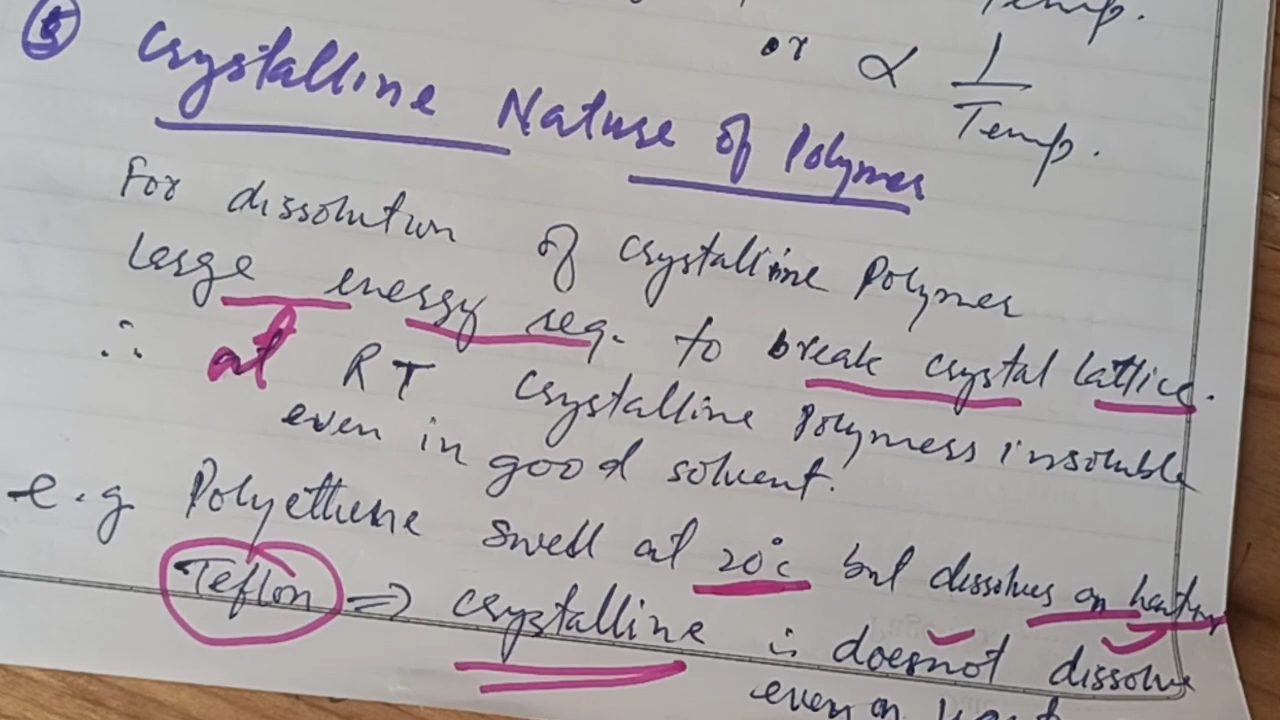 Temp.
or ∝ 1/Temp.
⑤ Crystalline Nature of Polymer
For dissolution of crystalline Polymer
large energy req. to break crystal lattice.
∴ at RT crystalline polymers insoluble
even in good solvent.
e.g Polyethene swell at 20°c but dissolves on heating
Teflon ⇒ crystalline ∴ doesnot dissolve
even on